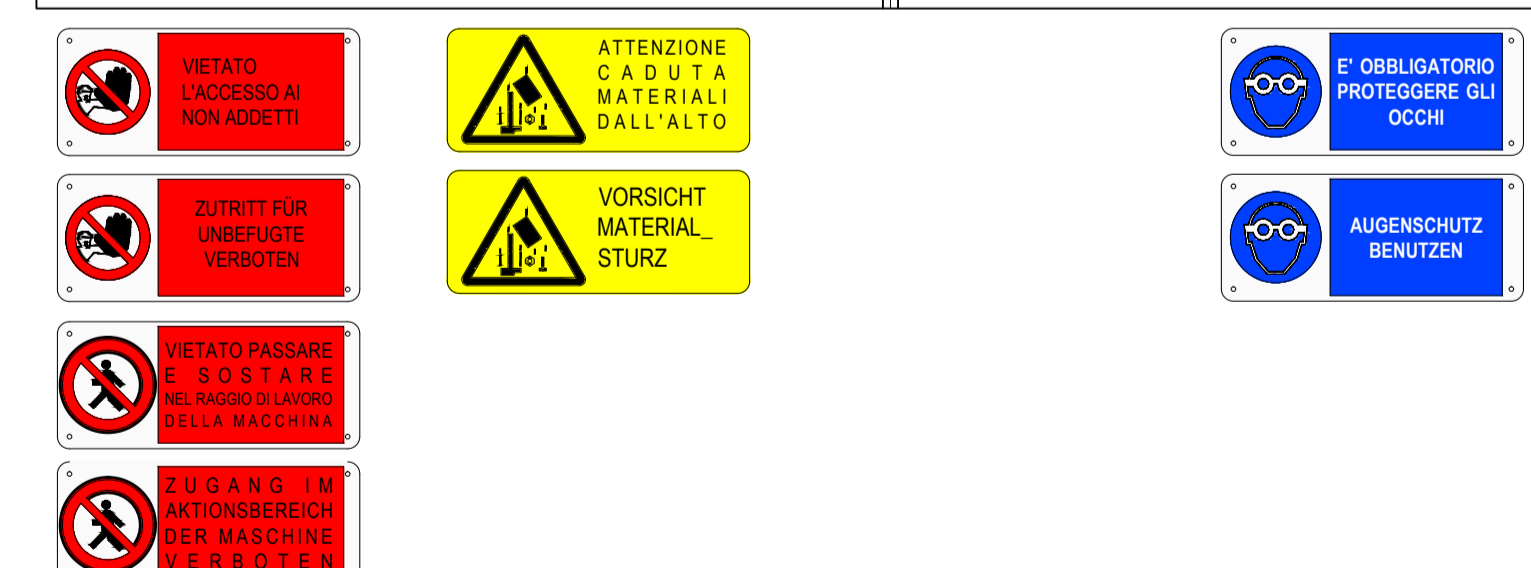 VIETATO
L'ACCESSO AI
NON ADDETTI
ATTENZIONE
CADUTA
MATERIALI
DALL'ALTO
E' OBBLIGATORIO
PROTEGGERE GLI
OCCHI
ZUTRITT FÜR
UNBEFUGTE
VERBOTEN
VORSICHT
MATERIAL_
STURZ
AUGENSCHUTZ
BENUTZEN
VIETATO PASSARE
E SOSTARE
NEL RAGGIO DI LAVORO
DELLA MACCHINA
ZUGANG IM
AKTIONSBEREICH
DER MASCHINE
VERBOTEN